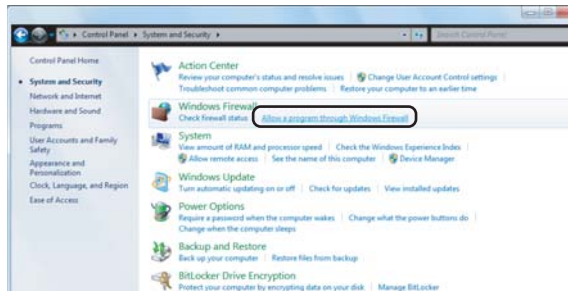 Control Panel ▸ System and Security ▸
Search Control Panel
Control Panel Home
System and Security
Network and Internet
Hardware and Sound
Programs
User Accounts and Family
Safety
Appearance and
Personalization
Clock, Language, and Region
Ease of Access
Action Center
Review your computer's status and resolve issues
Change User Account Control settings
Troubleshoot common computer problems
Restore your computer to an earlier time
Windows Firewall
Check firewall status
Allow a program through Windows Firewall
System
View amount of RAM and processor speed
Check the Windows Experience Index
Allow remote access
See the name of this computer
Device Manager
Windows Update
Turn automatic updating on or off
Check for updates
View installed updates
Power Options
Require a password when the computer wakes
Change what the power buttons do
Change when the computer sleeps
Backup and Restore
Back up your computer
Restore files from backup
BitLocker Drive Encryption
Protect your computer by encrypting data on your disk
Manage BitLocker